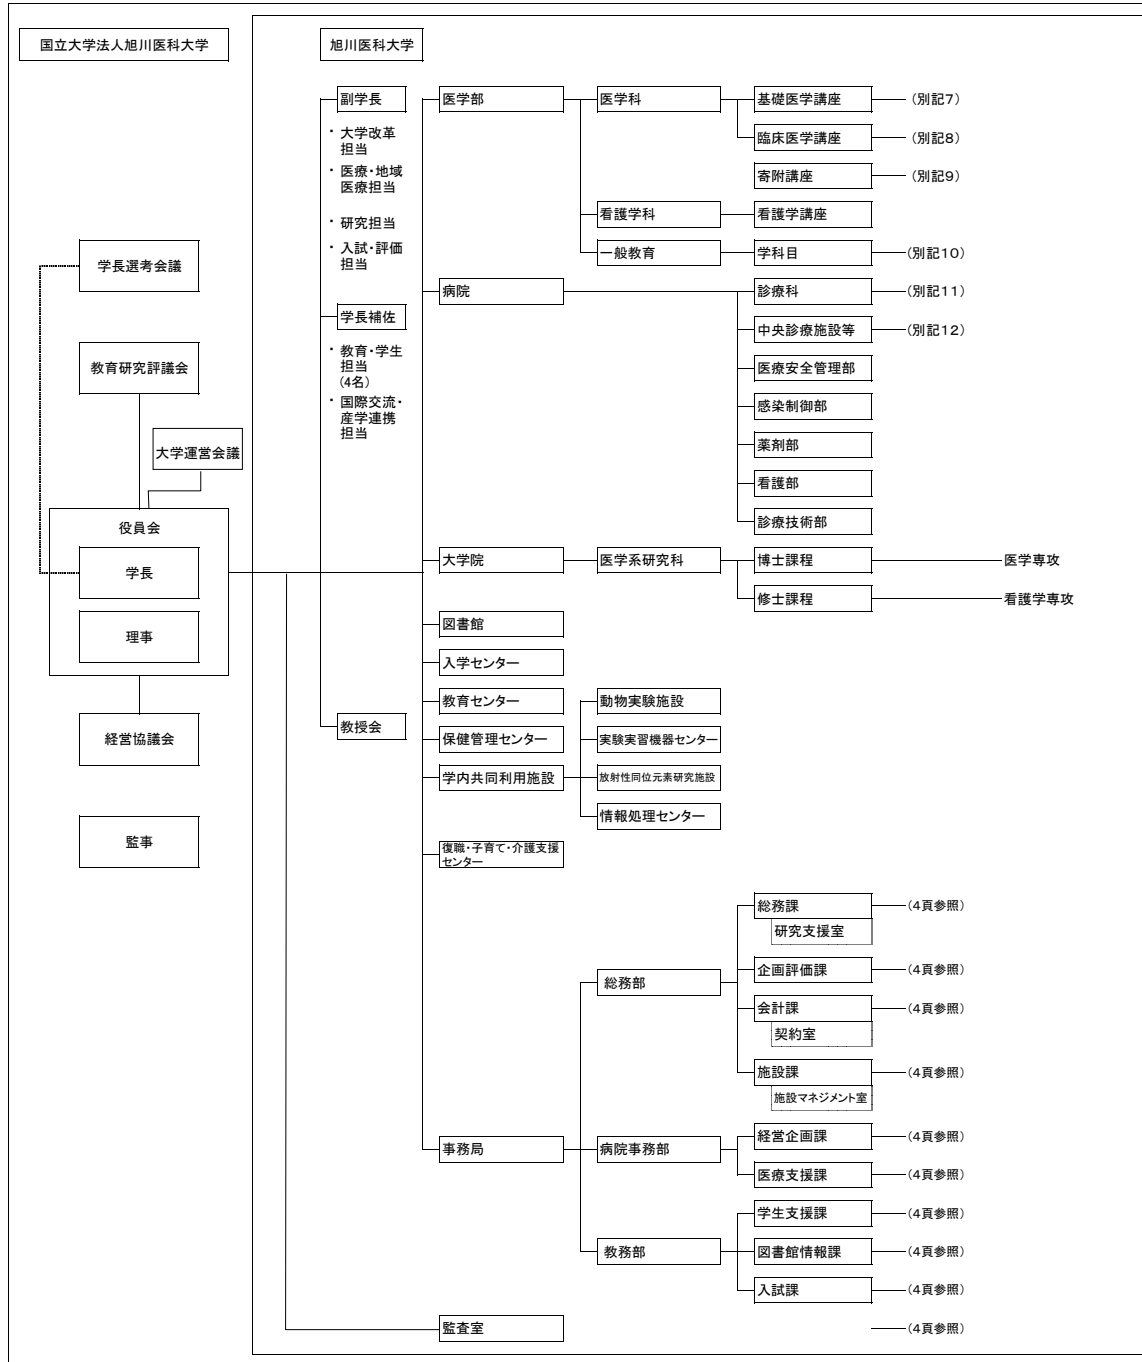 国立大学法人旭川医科大学
旭川医科大学
副学長
・大学改革
担当
・医療・地域
医療担当
・研究担当
・入試・評価
担当
学長補佐
・教育・学生
担当
(4名)
・国際交流・
産学連携
担当
教授会
学長選考会議
教育研究評議会
大学運営会議
役員会
学長
理事
経営協議会
監事
医学部
医学科
基礎医学講座
(別記7)
臨床医学講座
(別記8)
寄附講座
(別記9)
看護学科
看護学講座
一般教育
学科目
(別記10)
病院
診療科
(別記11)
中央診療施設等
(別記12)
医療安全管理部
感染制御部
薬剤部
看護部
診療技術部
大学院
医学系研究科
博士課程
医学専攻
修士課程
看護学専攻
図書館
入学センター
教育センター
保健管理センター
学内共同利用施設
動物実験施設
実験実習機器センター
放射性同位元素研究施設
情報処理センター
復職・子育て・介護支援
センター
事務局
総務部
総務課
(4頁参照)
研究支援室
企画評価課
(4頁参照)
会計課
(4頁参照)
契約室
施設課
(4頁参照)
施設マネジメント室
病院事務部
経営企画課
(4頁参照)
医療支援課
(4頁参照)
教務部
学生支援課
(4頁参照)
図書館情報課
(4頁参照)
入試課
(4頁参照)
監査室
(4頁参照)